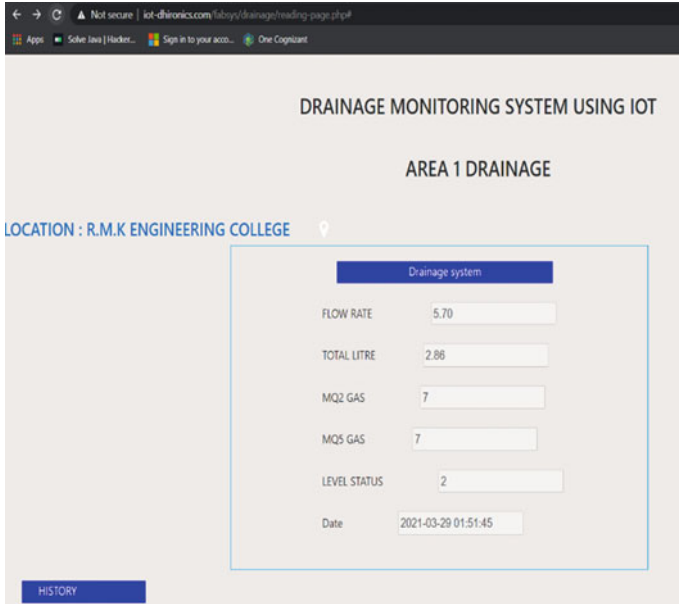 Not secure | iot-dhironics.com/fabsys/drainage/reading-page.php#
Apps Solve Java | Hacker... Sign in to your acco... One Cognizant
DRAINAGE MONITORING SYSTEM USING IOT
AREA 1 DRAINAGE
LOCATION : R.M.K ENGINEERING COLLEGE
Drainage system
FLOW RATE 5.70
TOTAL LITRE 2.86
MQ2 GAS 7
MQ5 GAS 7
LEVEL STATUS 2
Date 2021-03-29 01:51:45
HISTORY